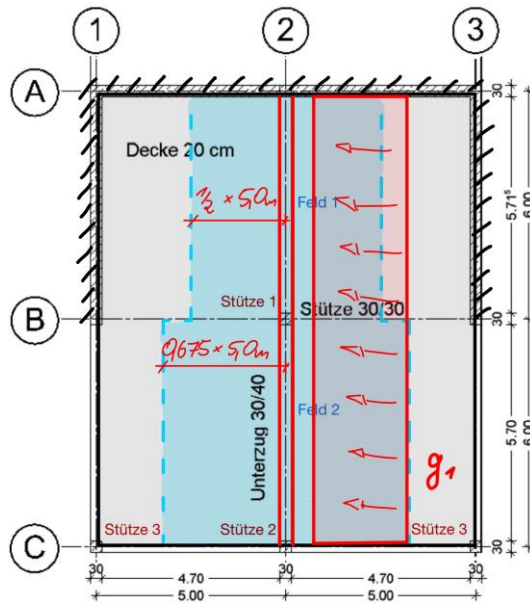 1
2
3
A
30
Decke 20 cm
1/2 × 5,0m
Feld 1
5.71⁵
6.00
Stütze 1
Stütze 30/30
B
30
0,675 × 5,0m
Unterzug 30/40
Feld 2
5.00
5.00
g₁
Stütze 3
Stütze 2
Stütze 3
C
30
30
30
30
4.70
4.70
5.00
5.00